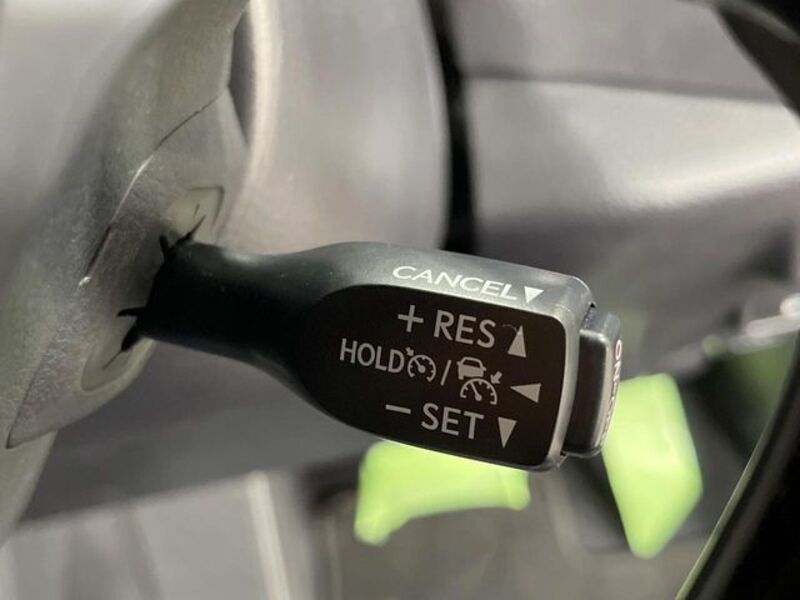 CANCEL▼
+ RES ▲
HOLD / ◀
− SET ▼